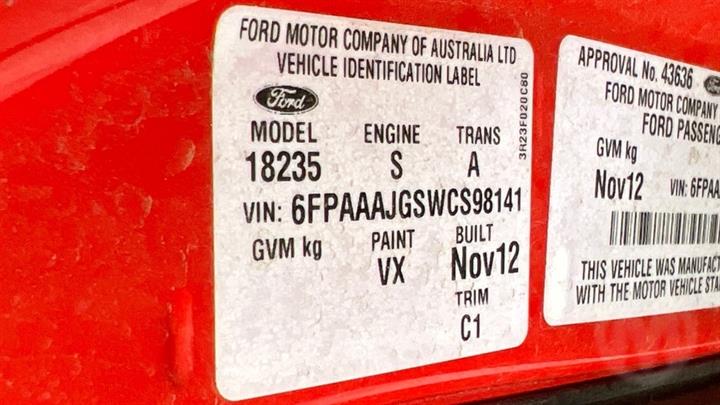 FORD MOTOR COMPANY OF AUSTRALIA LTD
VEHICLE IDENTIFICATION LABEL
Ford
MODEL ENGINE TRANS
18235 S A
VIN: 6FPAAAJGSWCS98141
GVM kg PAINT BUILT
VX Nov12
TRIM
C1
3R23F020C80
APPROVAL No. 43636
FORD MOTOR COMPANY
FORD PASSENG
GVM kg
Nov12 VIN: 6FPAA
THIS VEHICLE WAS MANUFACT
WITH THE MOTOR VEHICLE STA